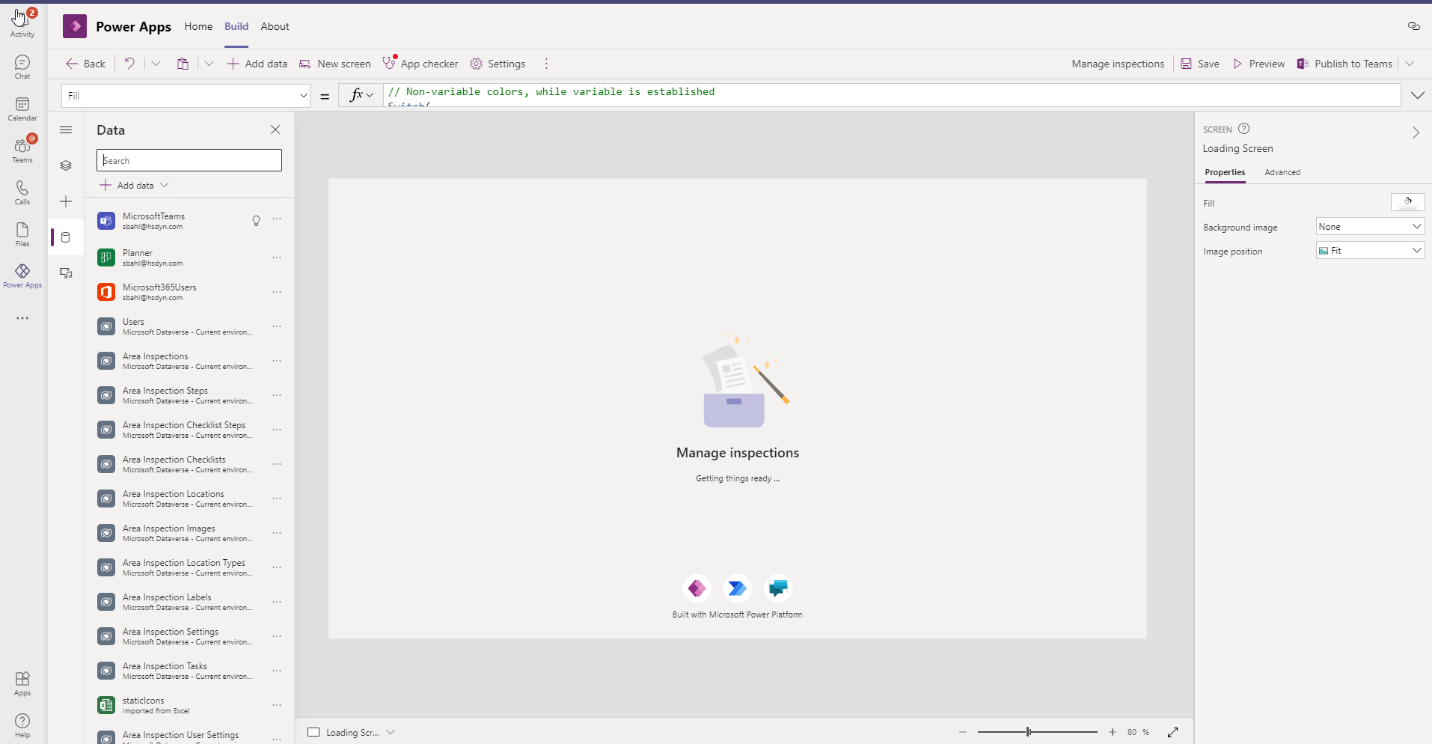 2
Activity
Chat
Calendar
@
Teams
Calls
Files
Power Apps
Apps
Help
Power Apps Home Build About
Back Add data New screen App checker Settings Manage inspections Save Preview Publish to Teams
Fill = fx // Non-variable colors, while variable is established
Switch(
Data
Search
Add data
MicrosoftTeams
sbahl@hsdyn.com
Planner
sbahl@hsdyn.com
Microsoft365Users
sbahl@hsdyn.com
Users
Microsoft Dataverse - Current environ...
Area Inspections
Microsoft Dataverse - Current environ...
Area Inspection Steps
Microsoft Dataverse - Current environ...
Area Inspection Checklist Steps
Microsoft Dataverse - Current environ...
Area Inspection Checklists
Microsoft Dataverse - Current environ...
Area Inspection Locations
Microsoft Dataverse - Current environ...
Area Inspection Images
Microsoft Dataverse - Current environ...
Area Inspection Location Types
Microsoft Dataverse - Current environ...
Area Inspection Labels
Microsoft Dataverse - Current environ...
Area Inspection Settings
Microsoft Dataverse - Current environ...
Area Inspection Tasks
Microsoft Dataverse - Current environ...
staticIcons
Imported from Excel
Area Inspection User Settings
Microsoft Dataverse - Current environ...
Manage inspections
Getting things ready ...
Built with Microsoft Power Platform
Loading Scr... 80 %
SCREEN
Loading Screen
Properties Advanced
Fill
Background image None
Image position Fit